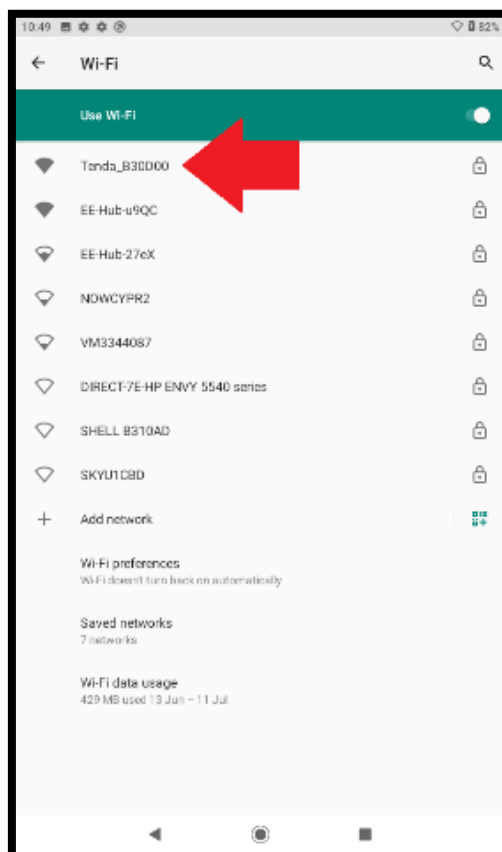 10:49 82%
Wi-Fi
Use Wi-Fi
Tenda_B30D00
EE-Hub-u9QC
EE-Hub-27eX
NOWCYPR2
VM3344087
DIRECT-7E-HP ENVY 5540 series
SHELL B310AD
SKYU1CBD
Add network
Wi-Fi preferences
Wi-Fi doesn't turn back on automatically
Saved networks
7 networks
Wi-Fi data usage
429 MB used 13 Jun – 11 Jul